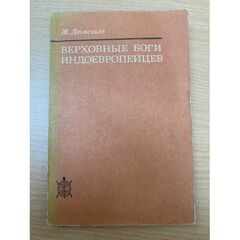 Ж. Дюмезиль
ВЕРХОВНЫЕ БОГИ
ИНДОЕВРОПЕЙЦЕВ